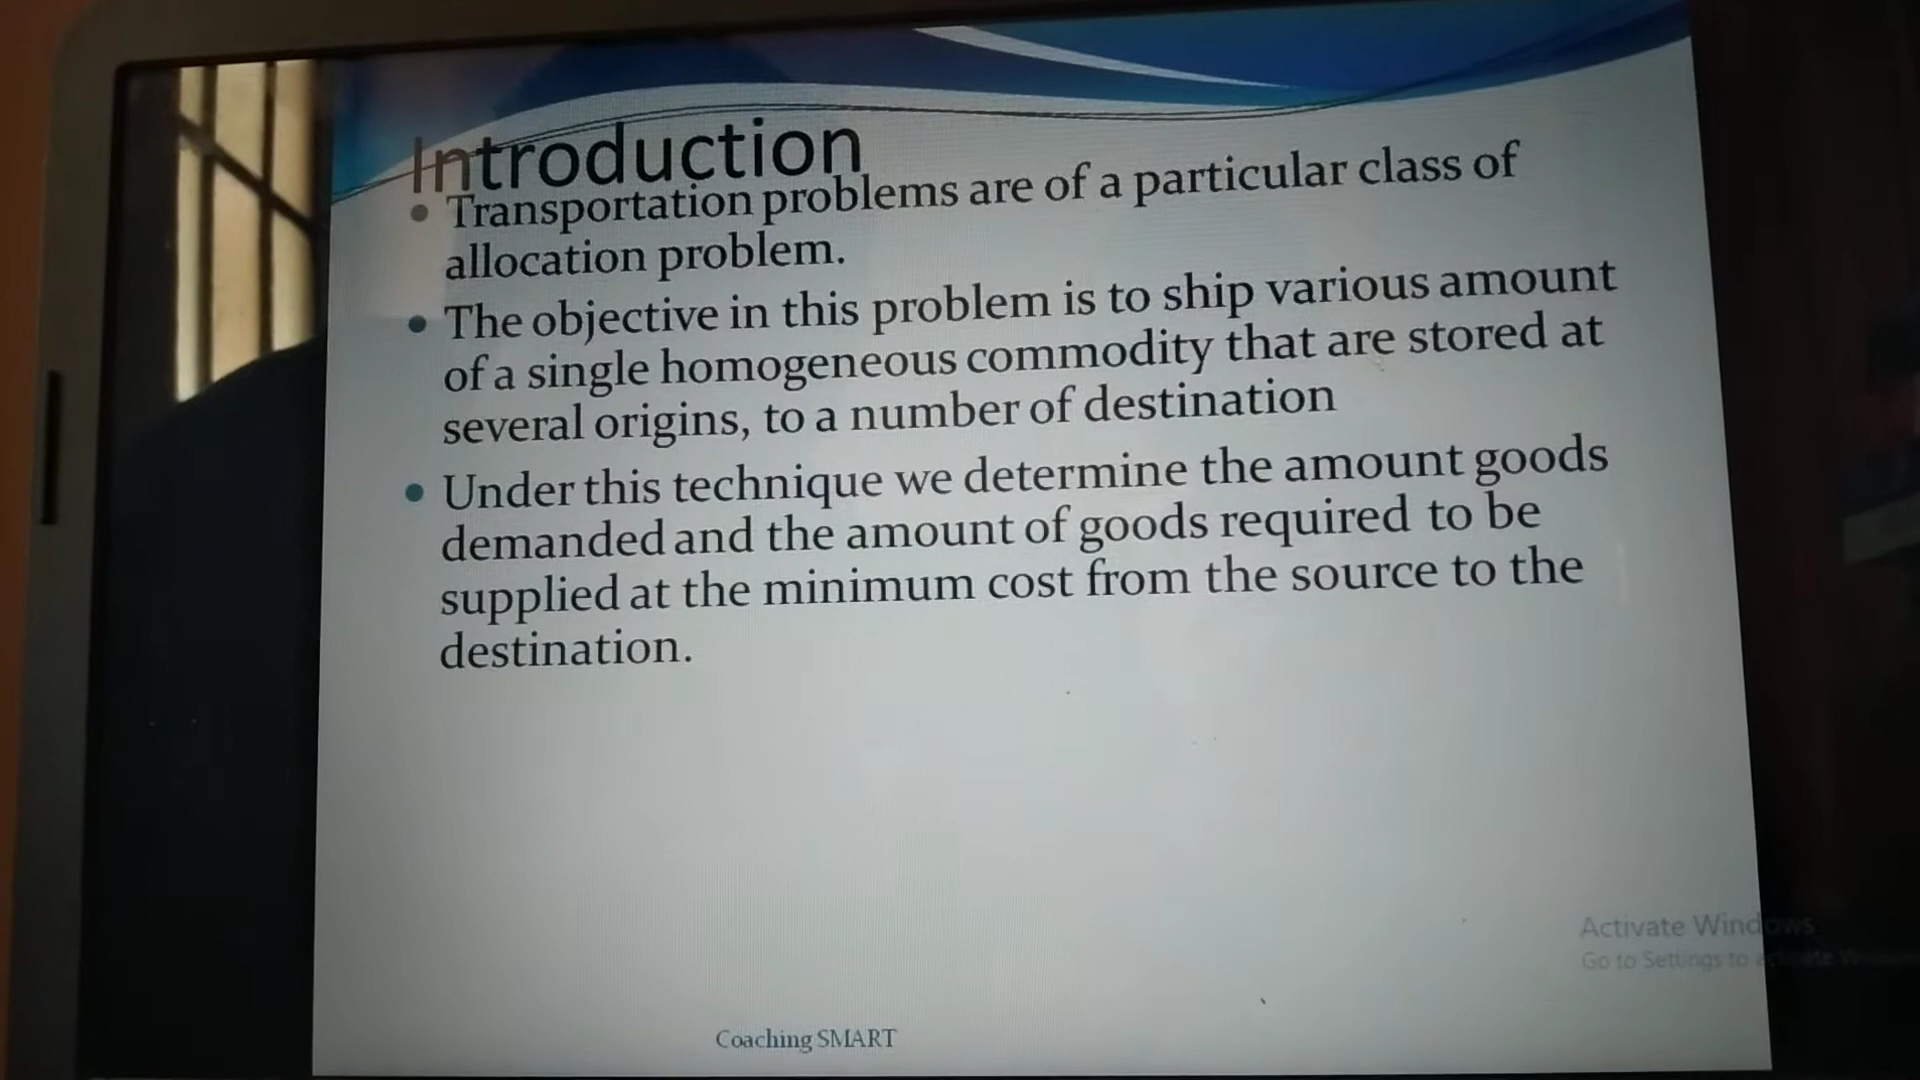 Introduction
• Transportation problems are of a particular class of
allocation problem.
• The objective in this problem is to ship various amount
of a single homogeneous commodity that are stored at
several origins, to a number of destination
• Under this technique we determine the amount goods
demanded and the amount of goods required to be
supplied at the minimum cost from the source to the
destination.
Activate Windows
Go to Settings to
Coaching SMART